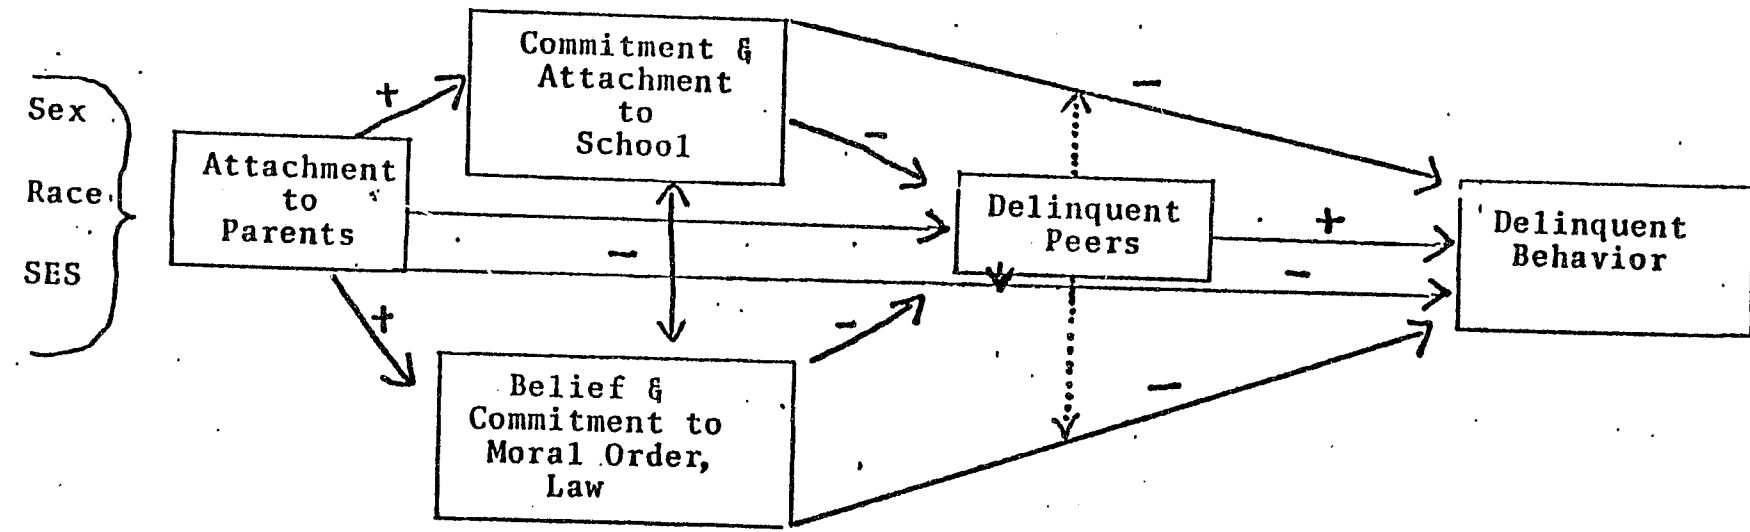 Sex
Race
SES
Attachment
to
Parents
+
+
Commitment &
Attachment
to
School
-
Belief &
Commitment to
Moral Order,
Law
-
-
Delinquent
Peers
-
+
-
-
Delinquent
Behavior